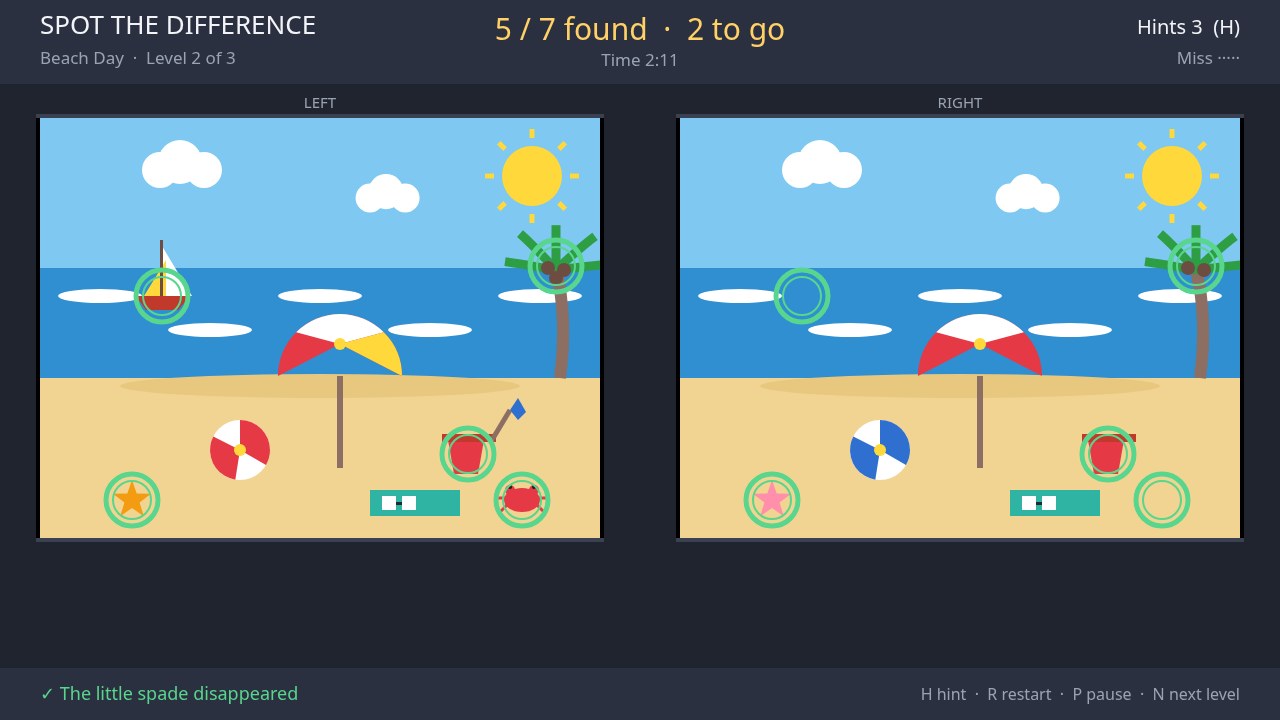 SPOT THE DIFFERENCE
Beach Day · Level 2 of 3
5 / 7 found · 2 to go
Time 2:11
Hints 3 (H)
Miss ·····
LEFT
RIGHT
✓ The little spade disappeared
H hint · R restart · P pause · N next level